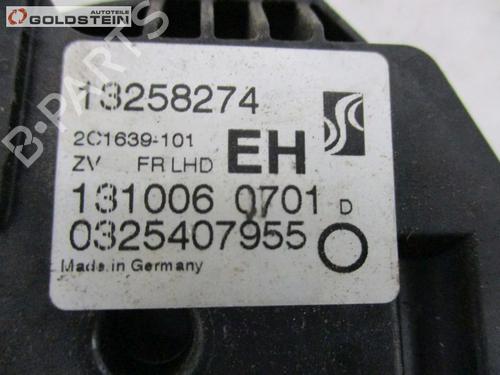 AUTOTEILE
GOLDSTEIN
B-PARTS
13258274
2C1639-101
ZV FR LHD EH
131006 0701 D
0325407955
Made in Germany